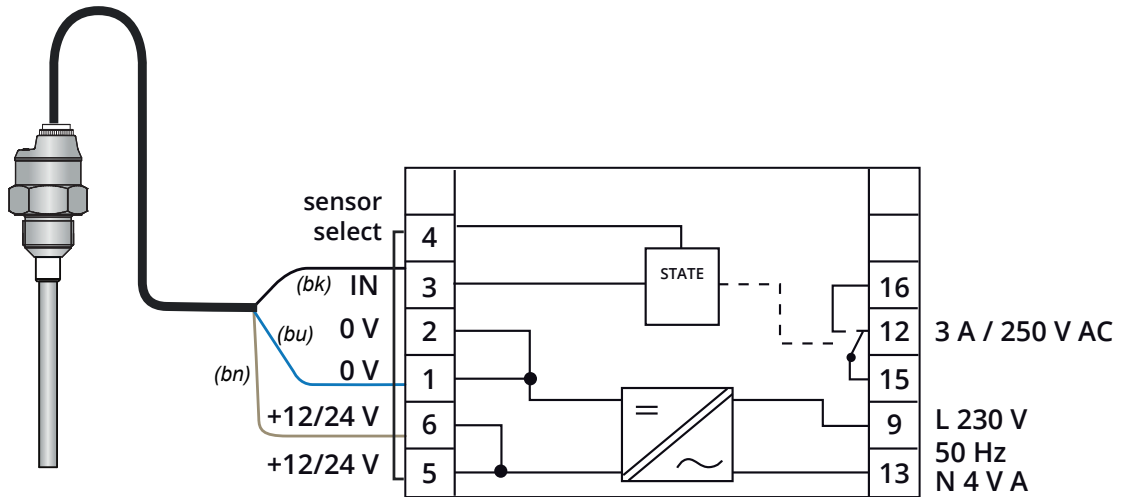 sensor
select
4
(bk) IN
3
STATE
16
(bu) 0 V
2
12
3 A / 250 V AC
(bn) 0 V
1
15
+12/24 V
6
9
L 230 V
50 Hz
+12/24 V
5
13
N 4 V A